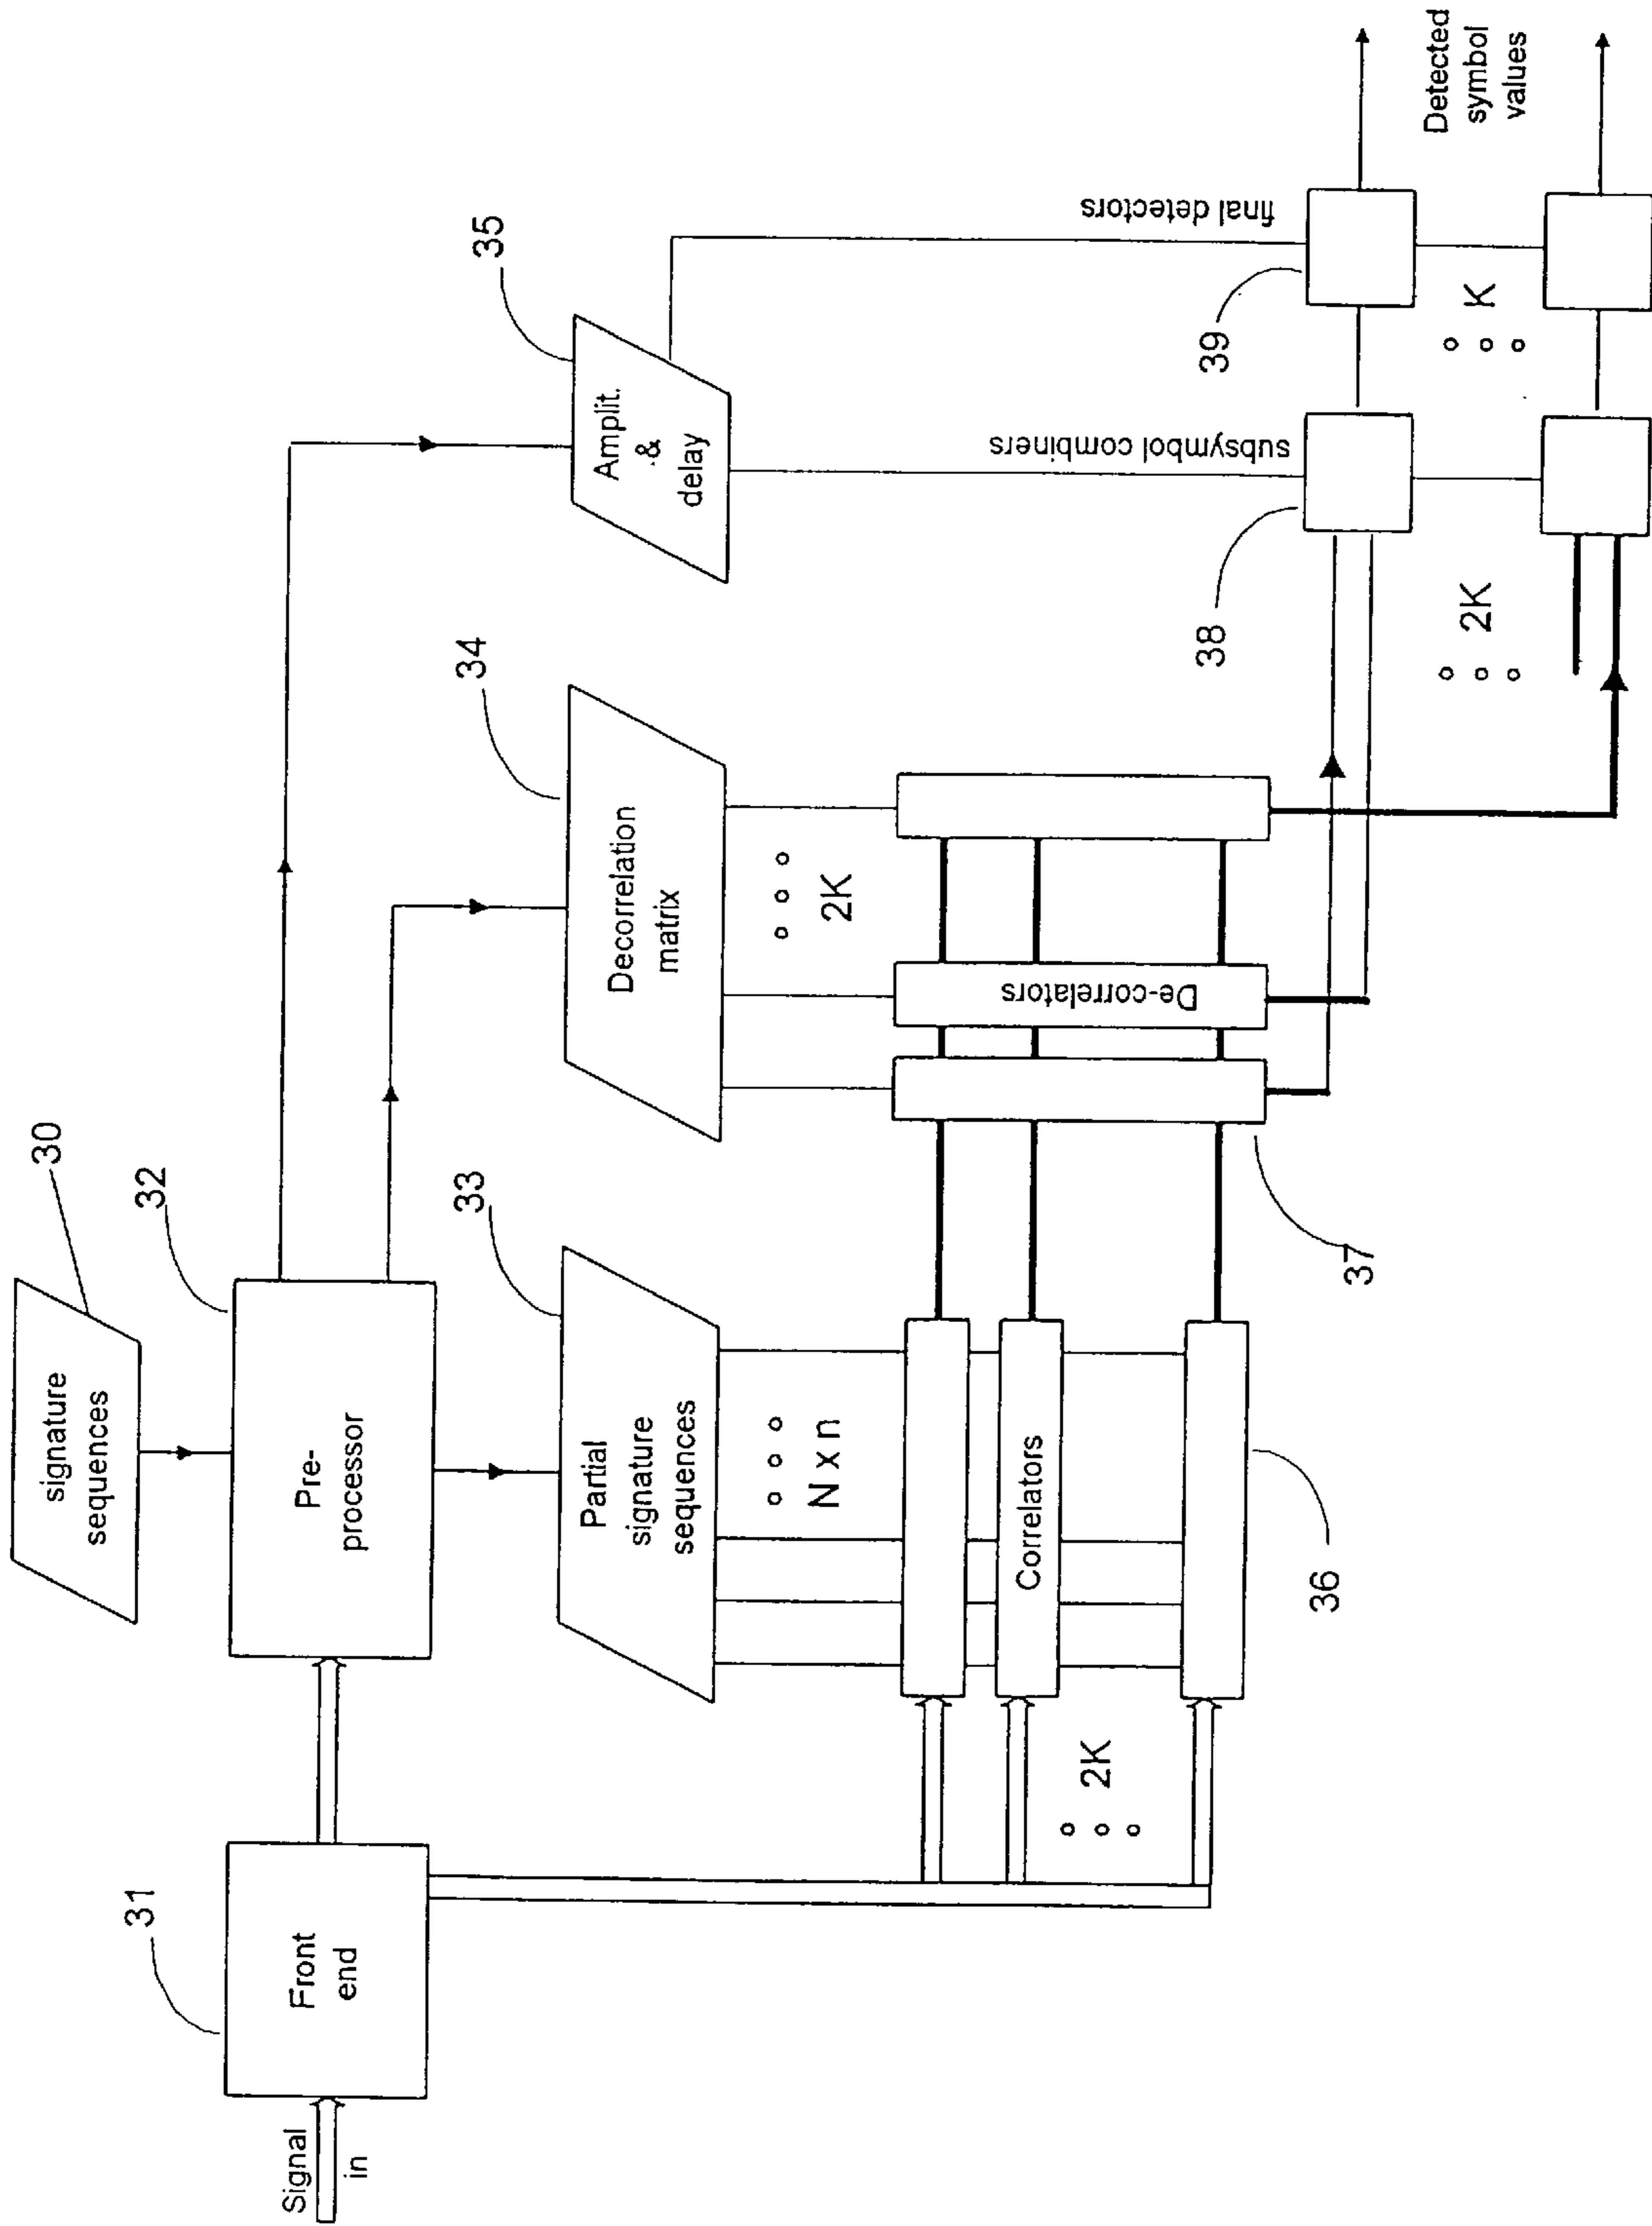 30
signature
sequences
31
32
Signal
in
Front
end
Pre-
processor
33
34
35
Partial
signature
sequences
Decorrelation
matrix
Amplit.
&
delay
N x n
2K
Correlators
De-correlators
2K
36
37
subsymbol combiners
final detectors
38
39
2K
K
Detected
symbol
values